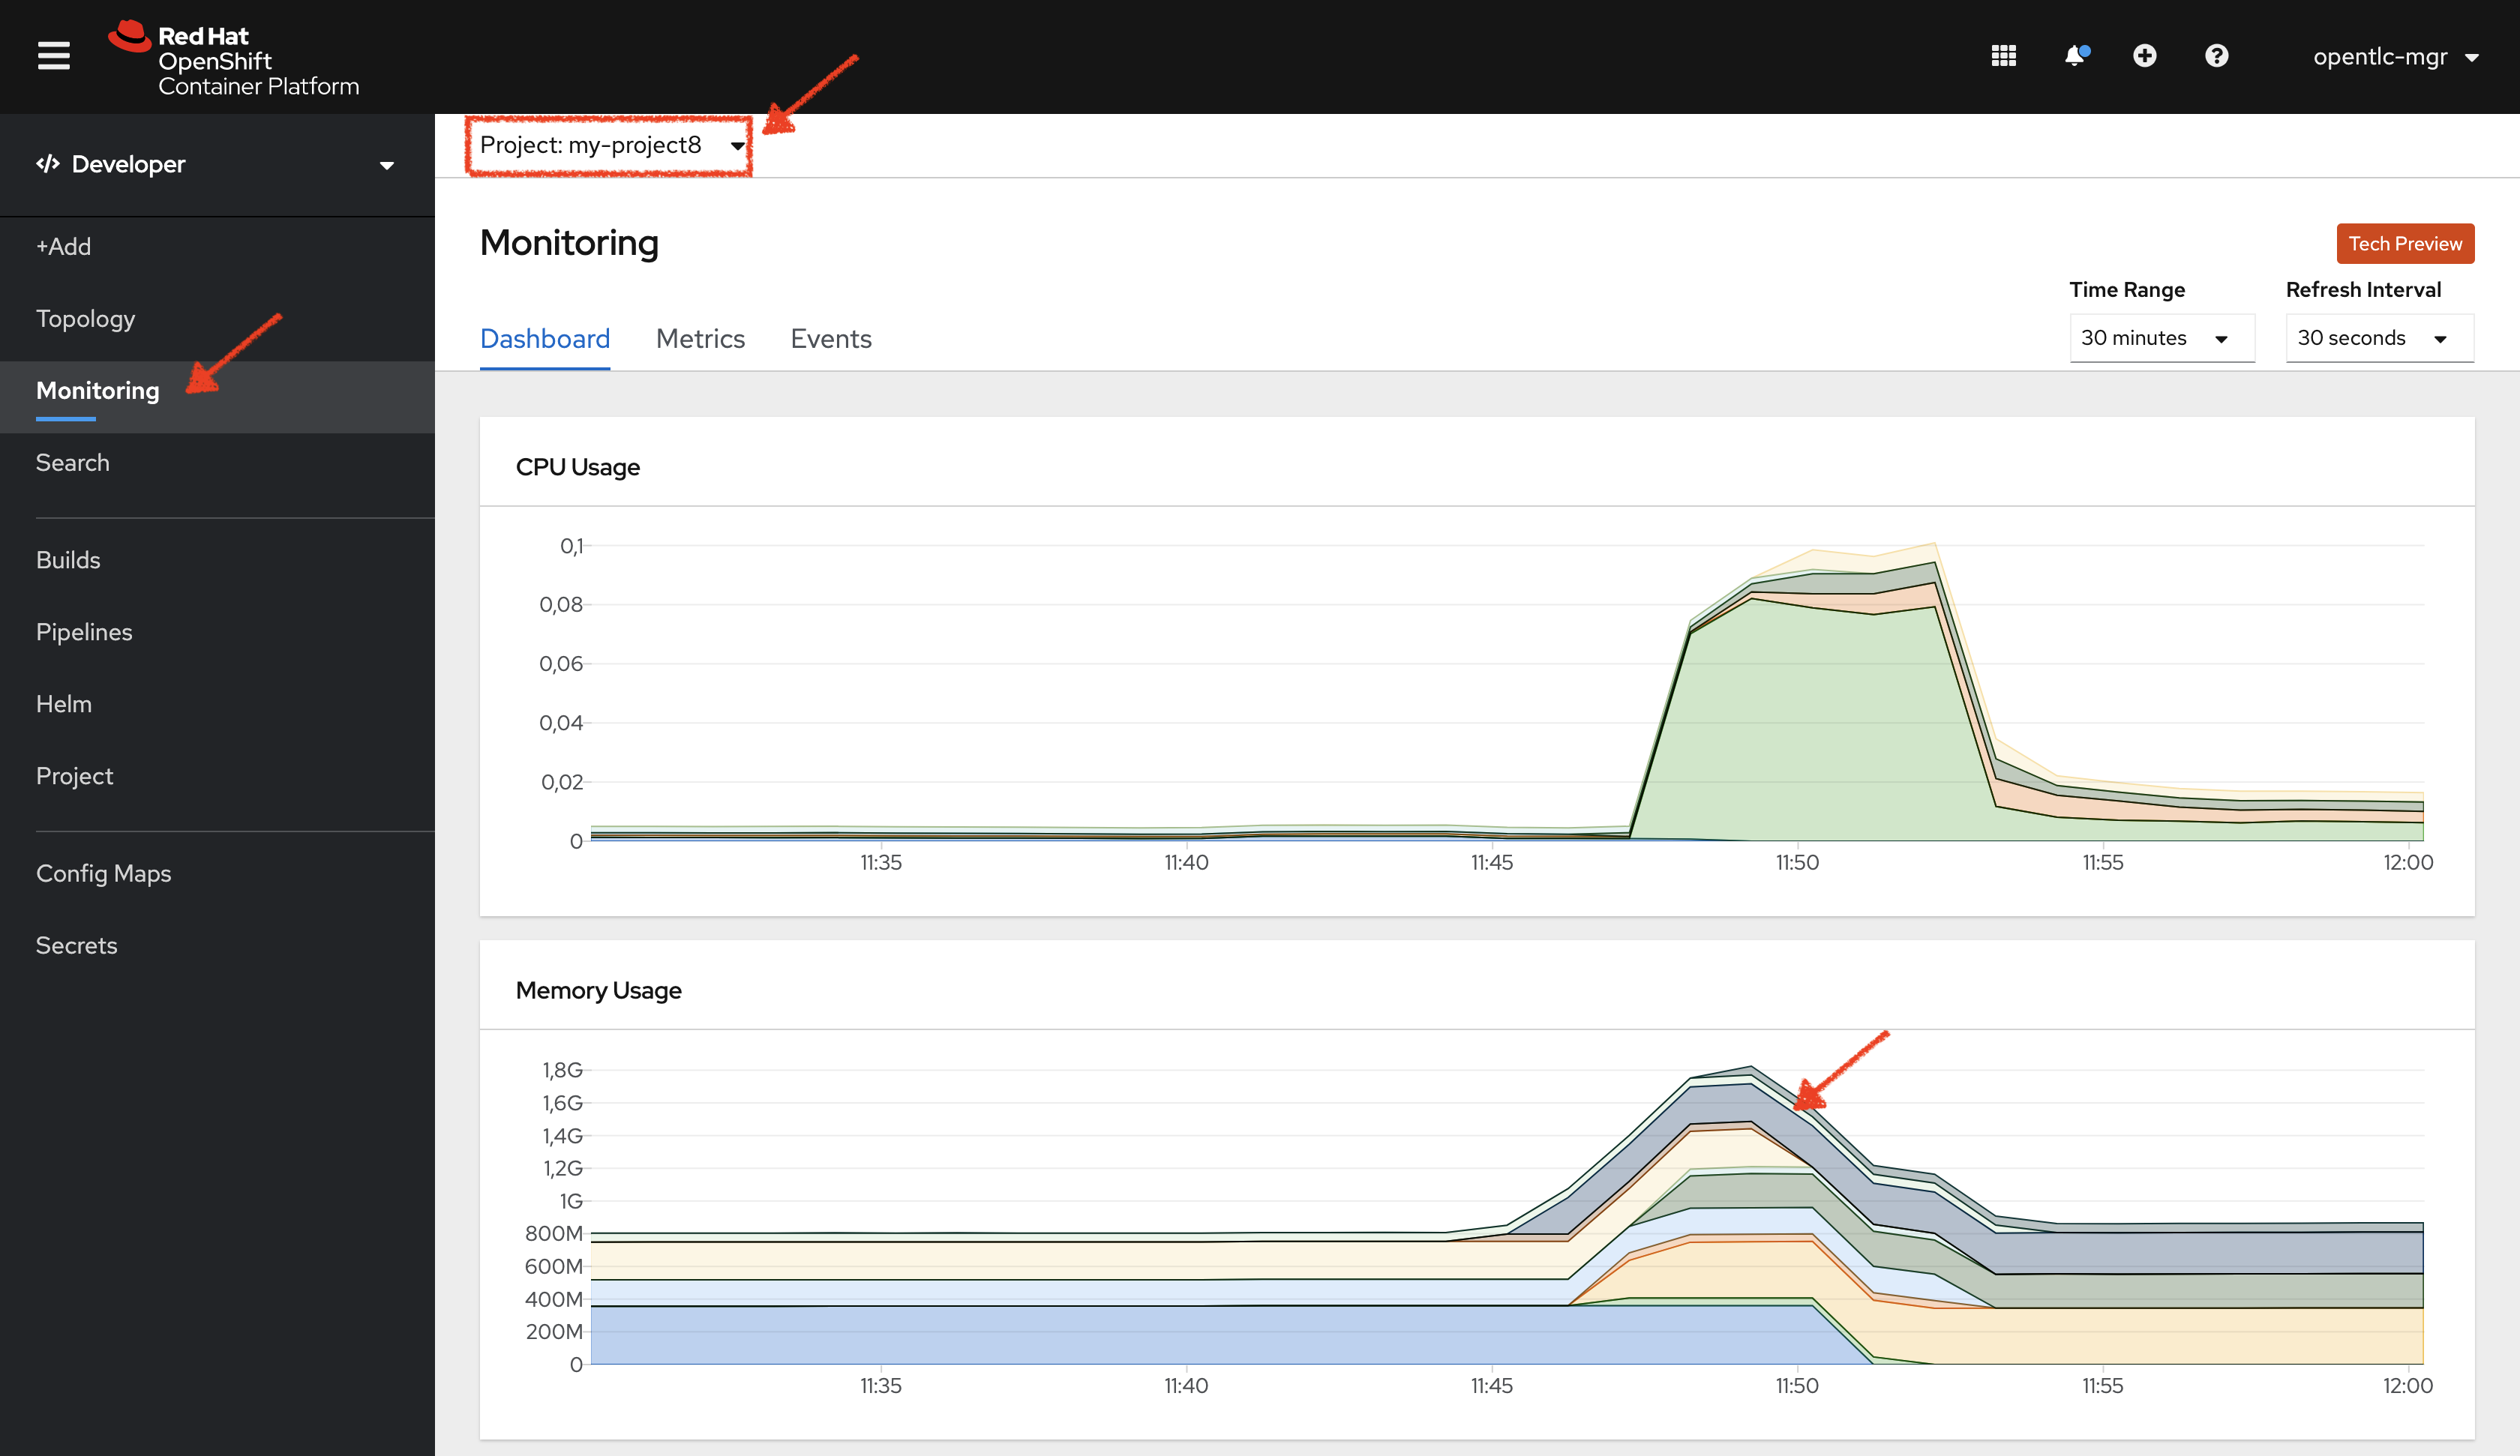 Red Hat
OpenShift
Container Platform
opentlc-mgr
Developer
+Add
Topology
Monitoring
Search
Builds
Pipelines
Helm
Project
Config Maps
Secrets
Project: my-project8
Monitoring
Tech Preview
Time Range
Refresh Interval
Dashboard Metrics Events
30 minutes
30 seconds
CPU Usage
0,1
0,08
0,06
0,04
0,02
0
11:35 11:40 11:45 11:50 11:55 12:00
Memory Usage
1,8G
1,6G
1,4G
1,2G
1G
800M
600M
400M
200M
0
11:35 11:40 11:45 11:50 11:55 12:00